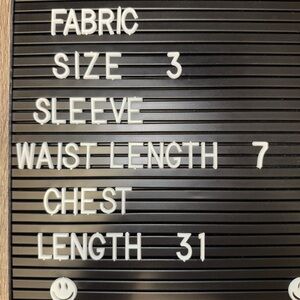 FABRIC
SIZE 3
SLEEVE
WAIST LENGTH 7
CHEST
LENGTH 31